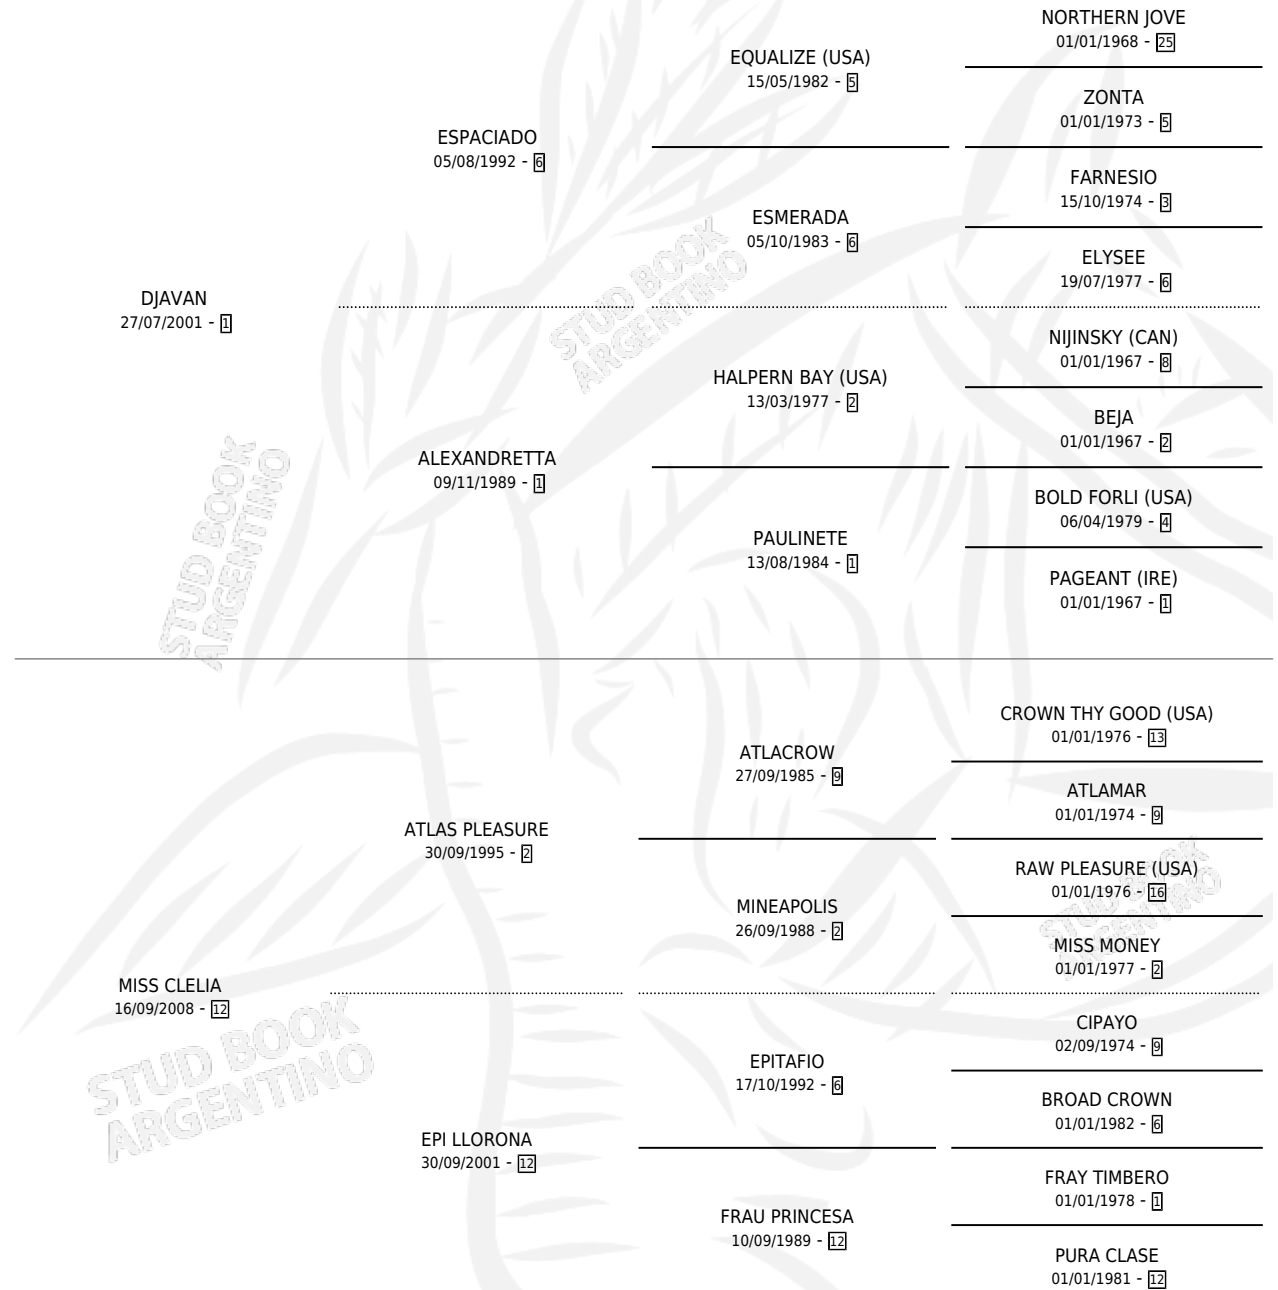 NORTHERN JOVE
01/01/1968 - 25
EQUALIZE (USA)
15/05/1982 - 5
ZONTA
01/01/1973 - 5
ESPACIADO
05/08/1992 - 6
FARNESIO
15/10/1974 - 3
ESMERADA
05/10/1983 - 6
ELYSEE
19/07/1977 - 6
DJAVAN
27/07/2001 - 1
STUD BOOK
ARGENTINO
NIJINSKY (CAN)
01/01/1967 - 8
HALPERN BAY (USA)
13/03/1977 - 2
BEJA
01/01/1967 - 2
ALEXANDRETTA
09/11/1989 - 1
BOLD FORLI (USA)
06/04/1979 - 4
PAULINETE
13/08/1984 - 1
PAGEANT (IRE)
01/01/1967 - 1
STUD BOOK
ARGENTINO
CROWN THY GOOD (USA)
01/01/1976 - 13
ATLACROW
27/09/1985 - 9
ATLAMAR
01/01/1974 - 9
ATLAS PLEASURE
30/09/1995 - 2
RAW PLEASURE (USA)
01/01/1976 - 16
MINEAPOLIS
26/09/1988 - 2
STUD BOOK
ARGENTINO
MISS MONEY
01/01/1977 - 2
MISS CLELIA
16/09/2008 - 12
CIPAYO
02/09/1974 - 9
EPITAFIO
17/10/1992 - 6
STUD BOOK
ARGENTINO
BROAD CROWN
01/01/1982 - 6
EPI LLORONA
30/09/2001 - 12
FRAY TIMBERO
01/01/1978 - 1
FRAU PRINCESA
10/09/1989 - 12
PURA CLASE
01/01/1981 - 12